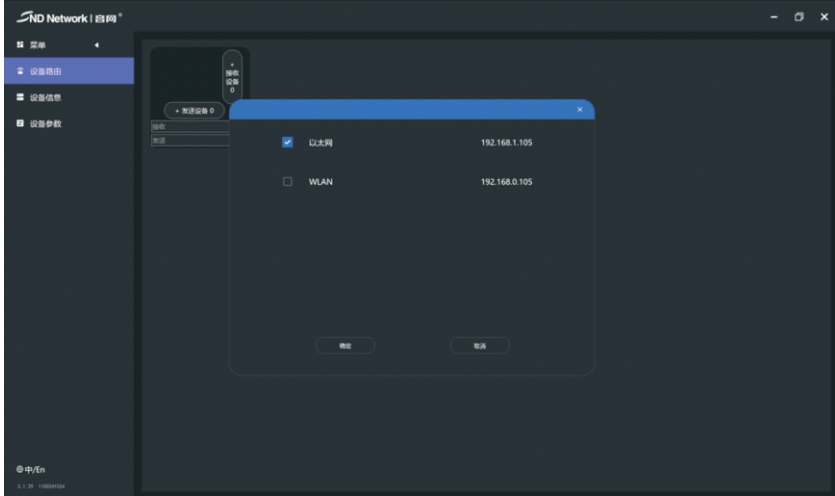 SND Network | 音网
菜单
设备路由
设备信息
设备参数
+
接收
设备
0
+ 发送设备 0
接收
发送
以太网 192.168.1.105
WLAN 192.168.0.105
确定 取消
中/En